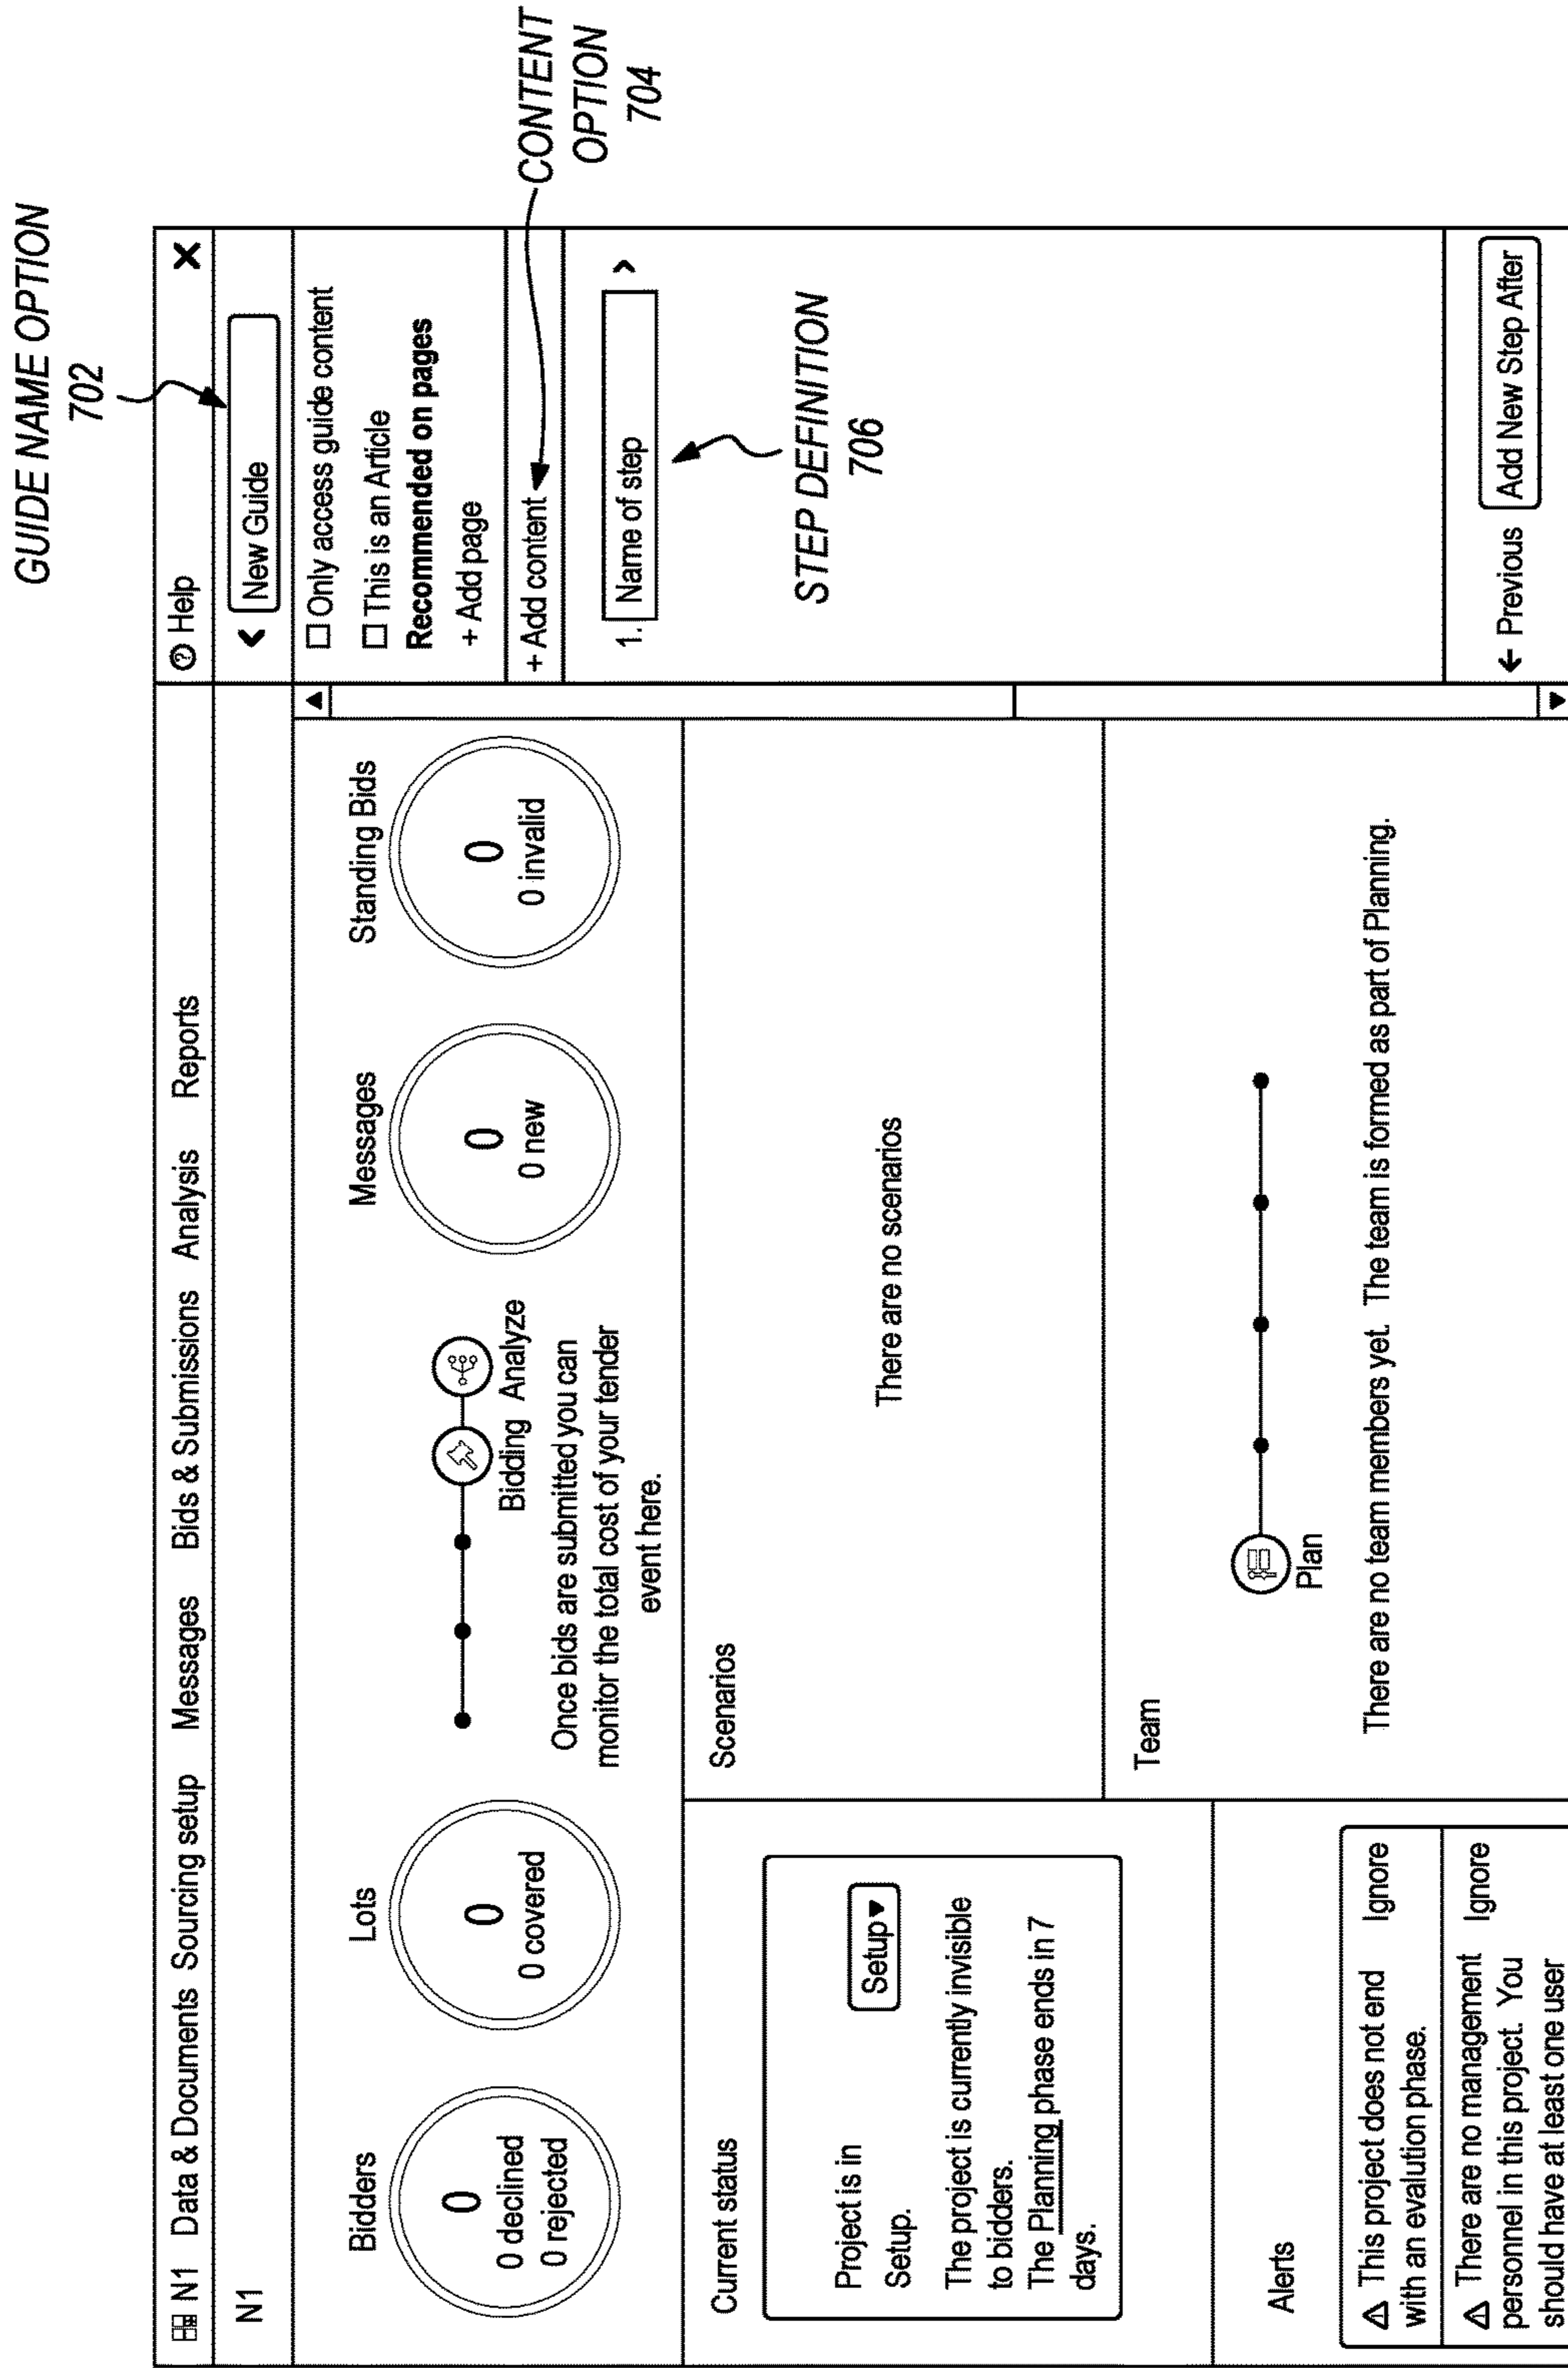 GUIDE NAME OPTION
702
N1 Data & Documents Sourcing setup Messages Bids & Submissions Analysis Reports
? Help X
N1
New Guide
Bidders
0
0 declined
0 rejected
Lots
0
0 covered
Bidding Analyze
Once bids are submitted you can
monitor the total cost of your tender
event here.
Messages
0
0 new
Standing Bids
0
0 invalid
Only access guide content
This is an Article
Recommended on pages
+ Add page
+ Add content
CONTENT
OPTION
704
1. Name of step
STEP DEFINITION
706
Current status
Project is in
Setup.
Setup
The project is currently invisible
to bidders.
The Planning phase ends in 7
days.
Scenarios
There are no scenarios
Team
Plan
There are no team members yet. The team is formed as part of Planning.
Alerts
This project does not end
with an evalution phase.
Ignore
There are no management
personnel in this project. You
should have at least one user
Ignore
← Previous
Add New Step After